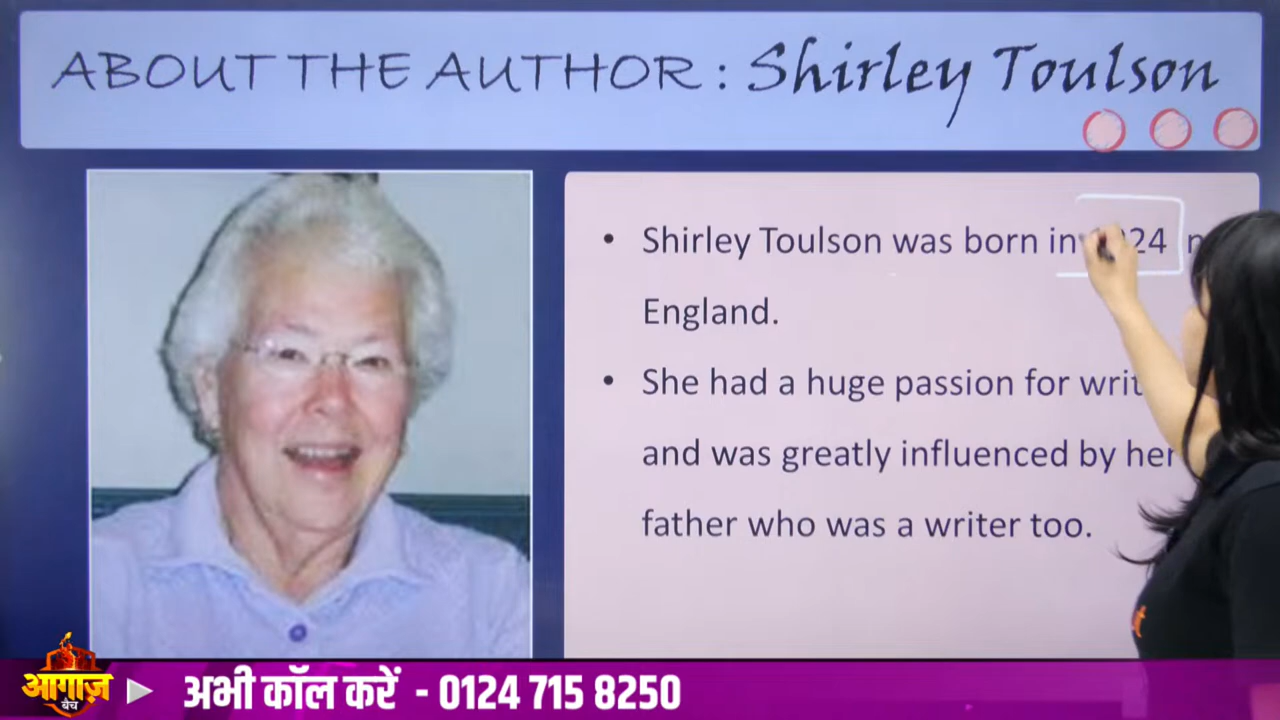 ABOUT THE AUTHOR : Shirley Toulson
• Shirley Toulson was born in 1924
England.
• She had a huge passion for
and was greatly influenced by her
father who was a writer too.
आगाज़
बैच
अभी कॉल करें - 0124 715 8250